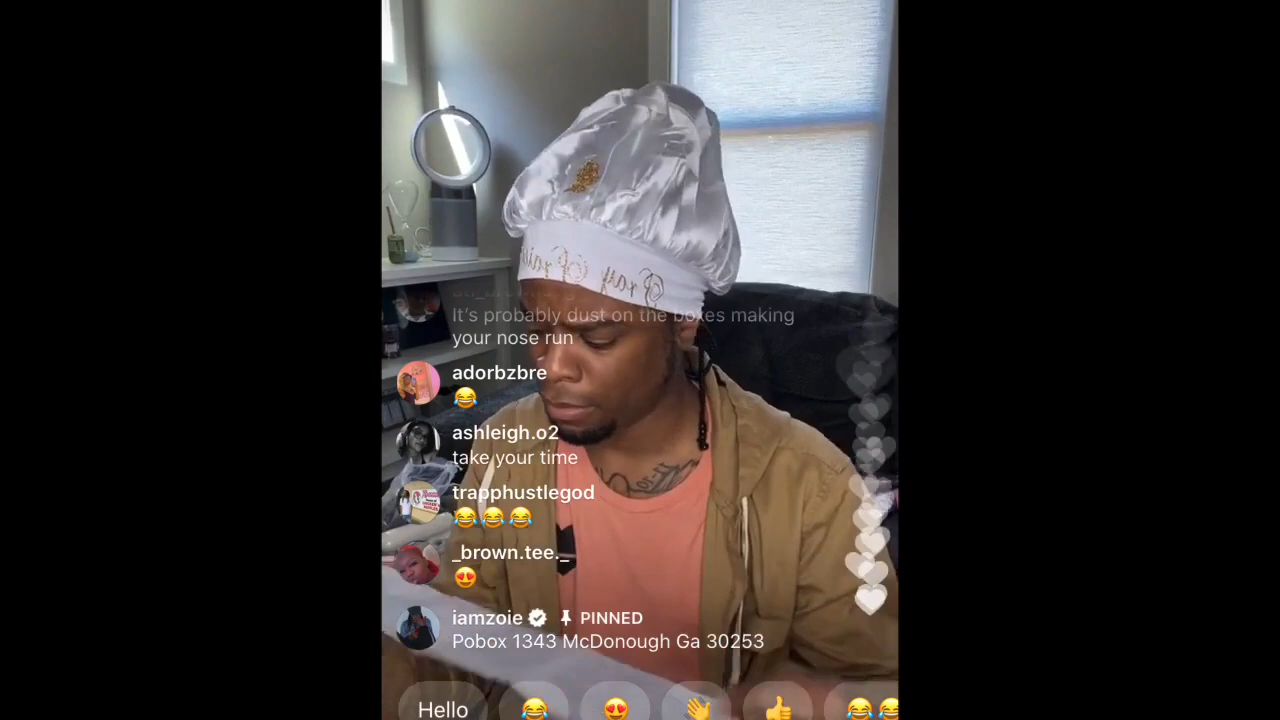 It's probably dust on the boxes making
your nose run
adorbzbre
😂
ashleigh.o2
take your time
trapphustlegod
😂😂😂
_brown.tee._
😍
iamzoie PINNED
Pobox 1343 McDonough Ga 30253
Hello 😂 😍 👋 👍 😂😂